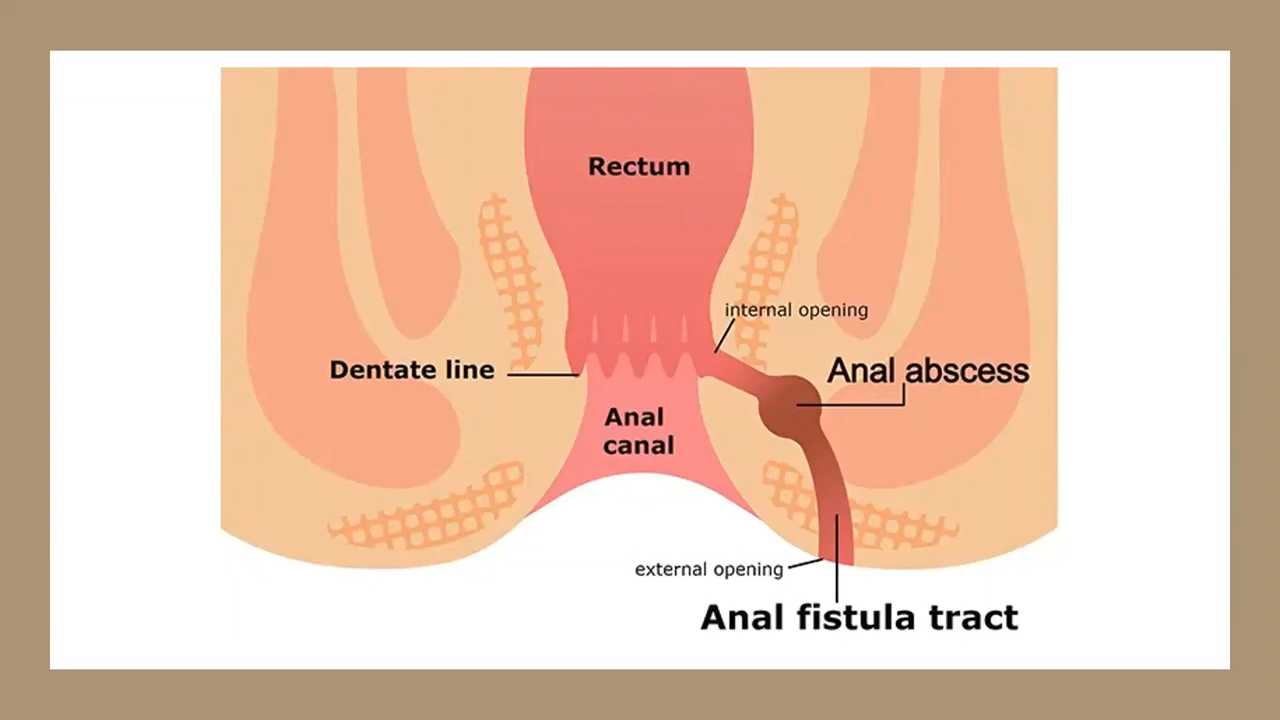 Rectum
internal opening
Dentate line
Anal abscess
Anal
canal
external opening
Anal fistula tract